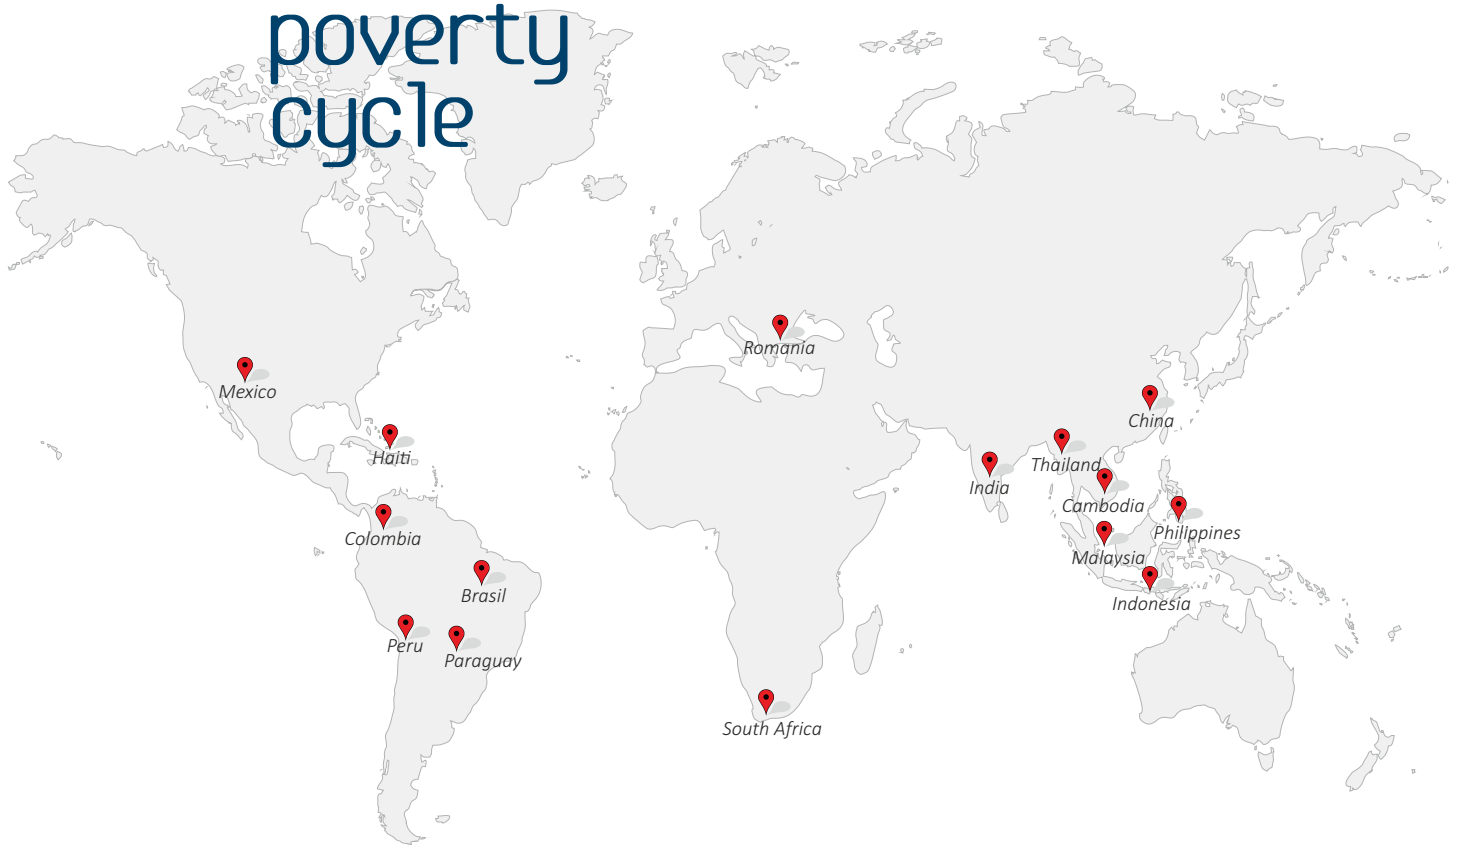 poverty
cycle
Romania
Mexico
China
Haiti
Thailand
India
Cambodia
Colombia
Philippines
Malaysia
Brasil
Indonesia
Peru
Paraguay
South Africa